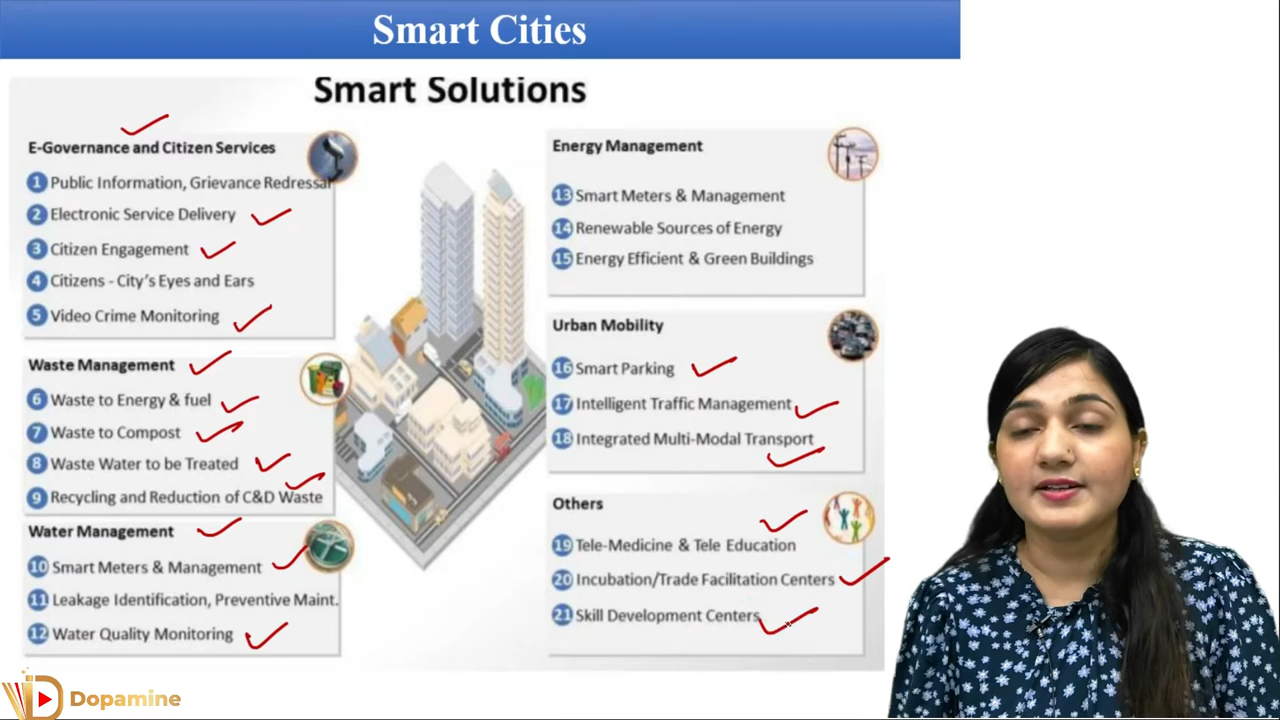 Smart Cities
Smart Solutions
E-Governance and Citizen Services
1 Public Information, Grievance Redressal
2 Electronic Service Delivery
3 Citizen Engagement
4 Citizens - City's Eyes and Ears
5 Video Crime Monitoring
Waste Management
6 Waste to Energy & fuel
7 Waste to Compost
8 Waste Water to be Treated
9 Recycling and Reduction of C&D Waste
Water Management
10 Smart Meters & Management
11 Leakage Identification, Preventive Maint.
12 Water Quality Monitoring
Energy Management
13 Smart Meters & Management
14 Renewable Sources of Energy
15 Energy Efficient & Green Buildings
Urban Mobility
16 Smart Parking
17 Intelligent Traffic Management
18 Integrated Multi-Modal Transport
Others
19 Tele-Medicine & Tele Education
20 Incubation/Trade Facilitation Centers
21 Skill Development Centers
Dopamine